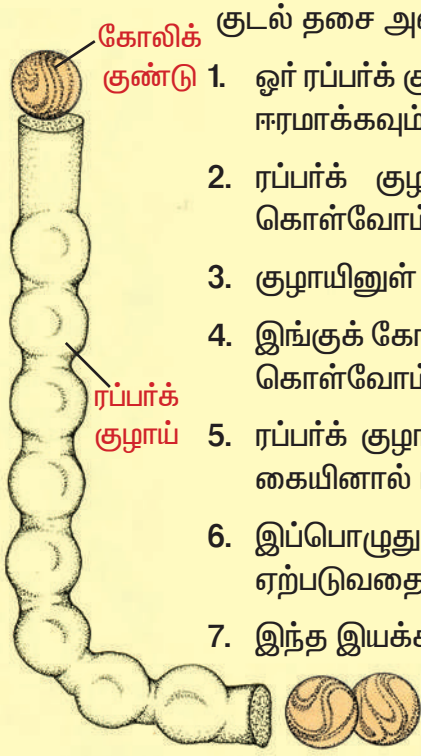 குடல் தசை
கோலிக்
குண்டு
1. ஓர் ரப்பர்க்
ஈரமாக்கவும்
2. ரப்பர்க்
கொள்வோம்
3. குழாயினுள்
4. இங்குக்
கொள்வோம்
ரப்பர்க்
குழாய்
5. ரப்பர்க்
கையினால்
6. இப்பொழுது
ஏற்படுவதை
7. இந்த